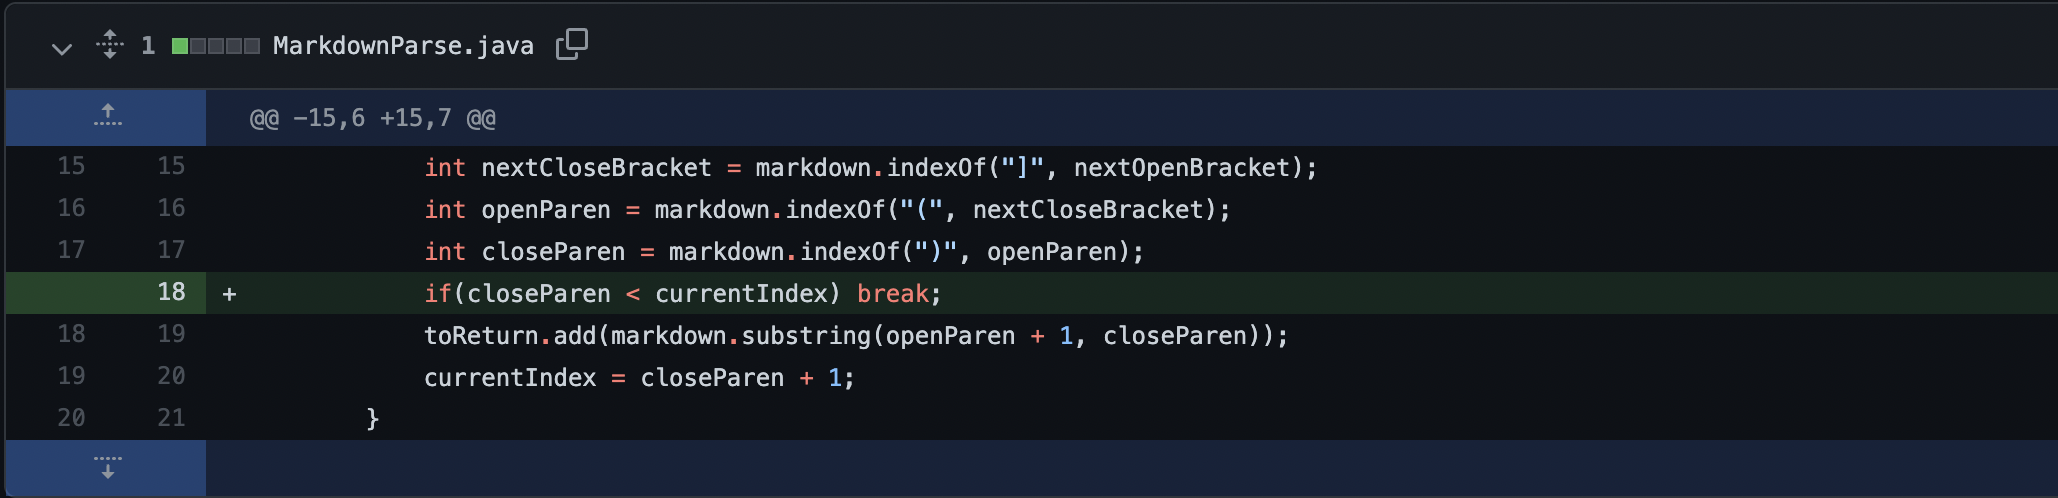 1 MarkdownParse.java
@@ -15,6 +15,7 @@
15 15 int nextCloseBracket = markdown.indexOf("]", nextOpenBracket);
16 16 int openParen = markdown.indexOf("(", nextCloseBracket);
17 17 int closeParen = markdown.indexOf(")", openParen);
18 + if(closeParen < currentIndex) break;
18 19 toReturn.add(markdown.substring(openParen + 1, closeParen));
19 20 currentIndex = closeParen + 1;
20 21 }